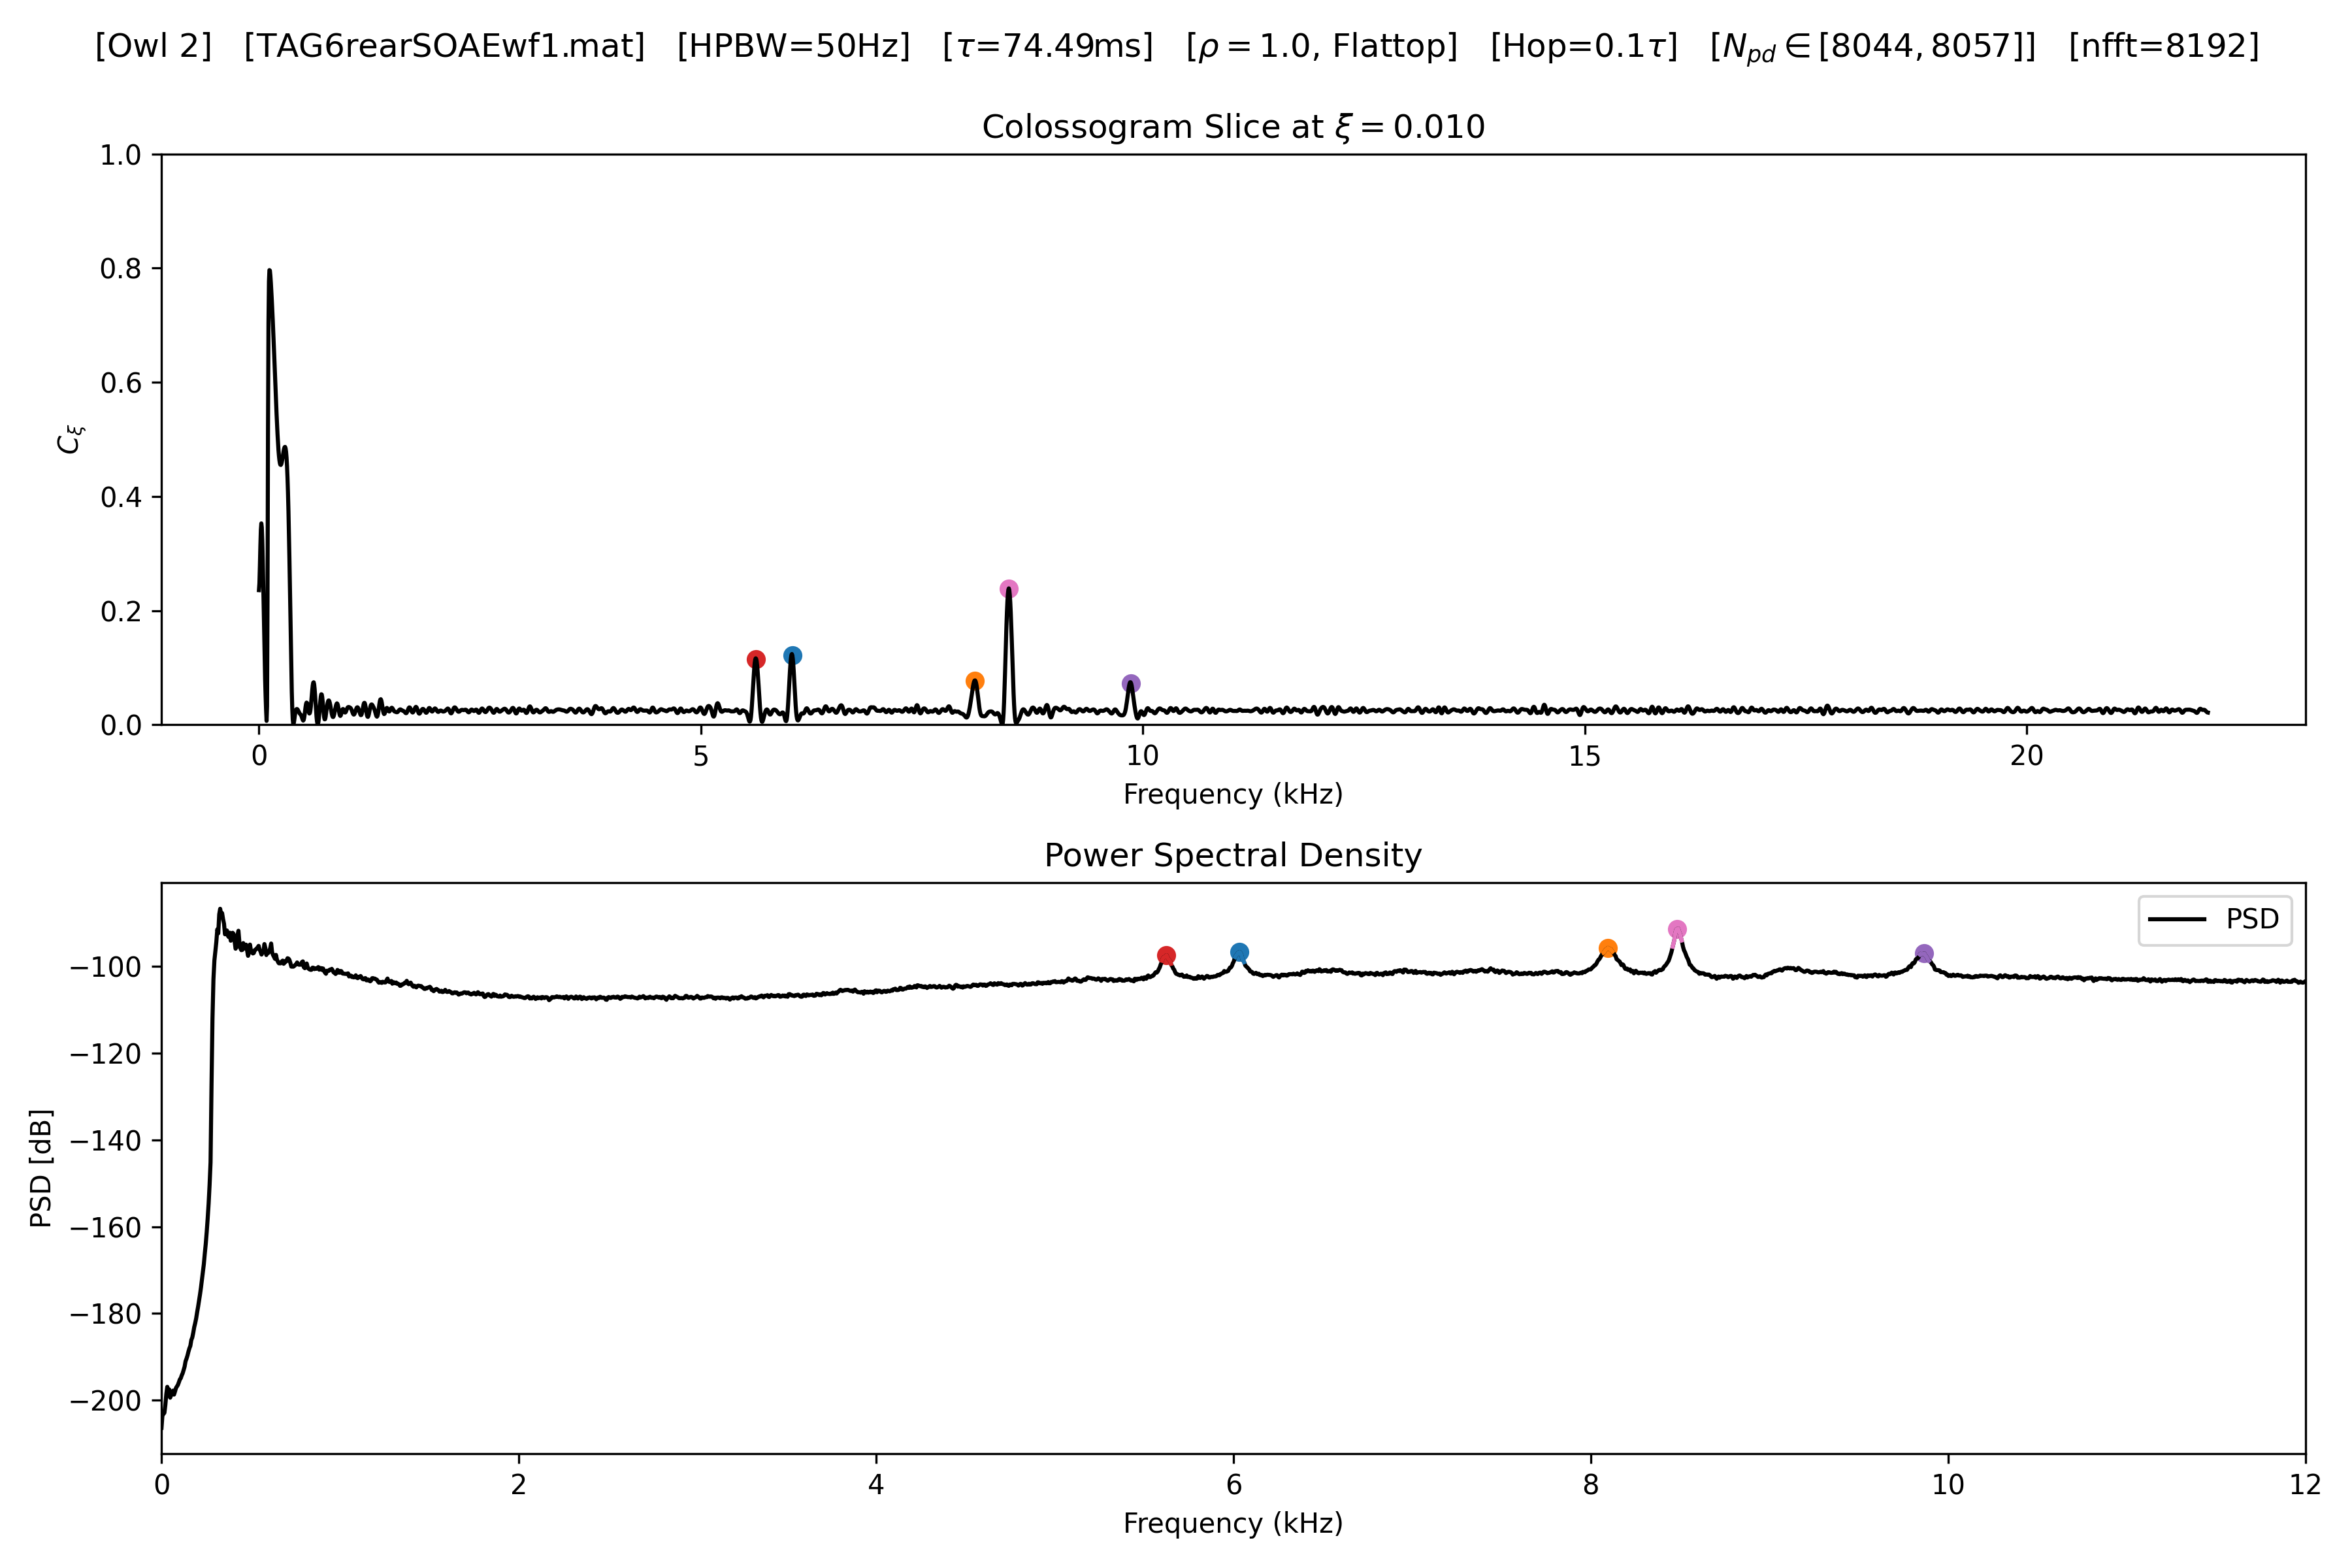 [Owl 2] [TAG6rearSOAEwf1.mat] [HPBW=50Hz] [τ=74.49ms] [ρ = 1.0, Flattop] [Hop=0.1τ] [N_pd ∈ [8044, 8057]] [nfft=8192]
Colossogram Slice at ξ = 0.010
1.0
0.8
0.6
0.4
0.2
0.0
C_ξ
0 5 10 15 20
Frequency (kHz)
Power Spectral Density
PSD
−100
−120
−140
−160
−180
−200
PSD [dB]
0 2 4 6 8 10 12
Frequency (kHz)